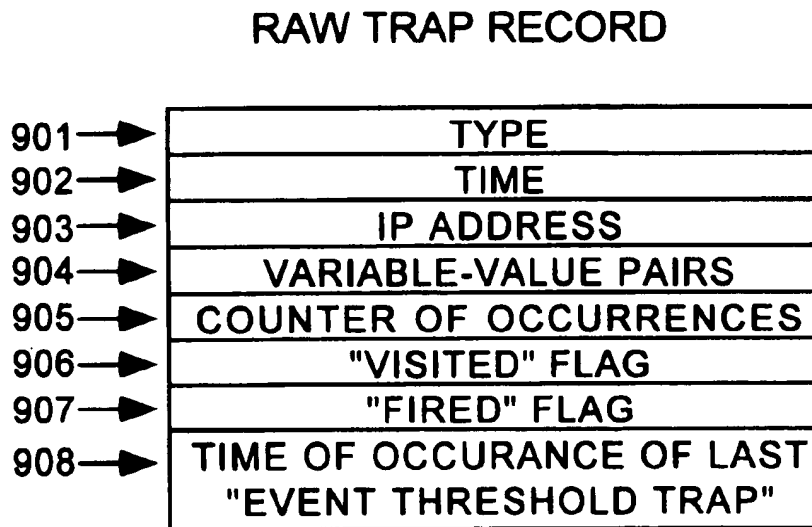 RAW TRAP RECORD
901 TYPE
902 TIME
903 IP ADDRESS
904 VARIABLE-VALUE PAIRS
905 COUNTER OF OCCURRENCES
906 "VISITED" FLAG
907 "FIRED" FLAG
908 TIME OF OCCURANCE OF LAST
"EVENT THRESHOLD TRAP"